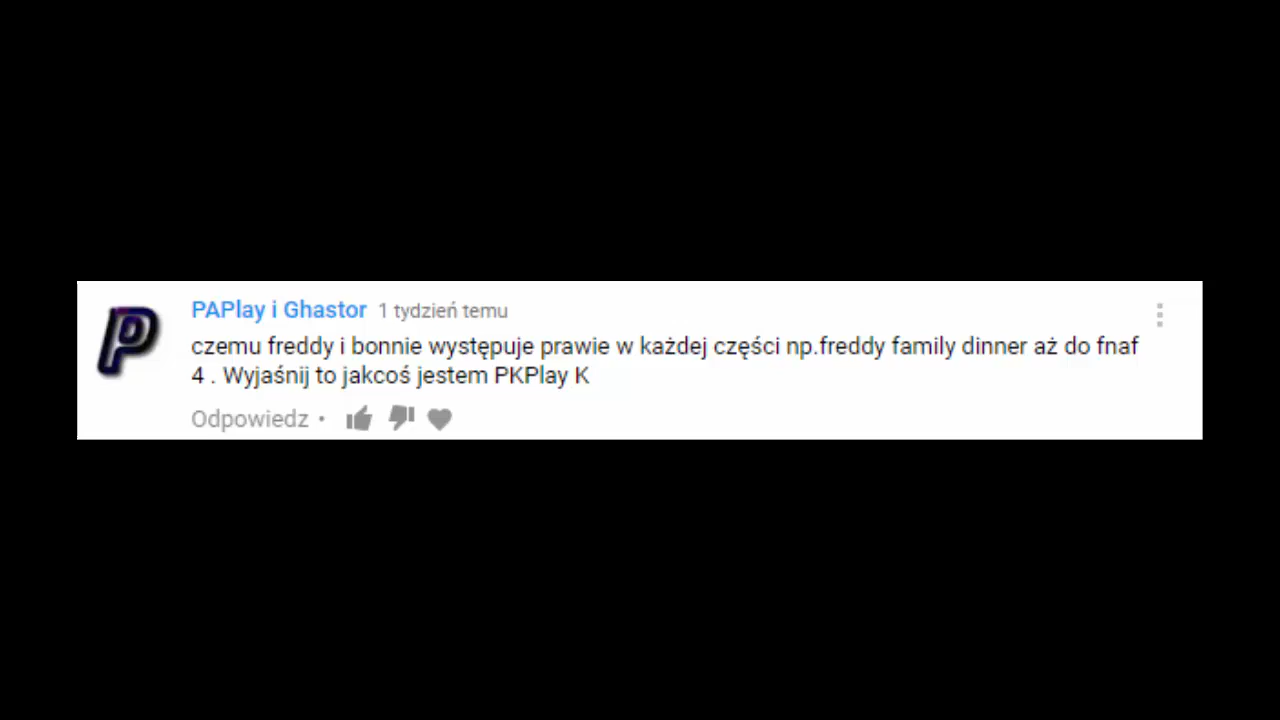 P
PAPlay i Ghastor 1 tydzień temu
czemu freddy i bonnie występuje prawie w każdej części np.freddy family dinner aż do fnaf
4 . Wyjaśnij to jakcoś jestem PKPlay K
Odpowiedz •